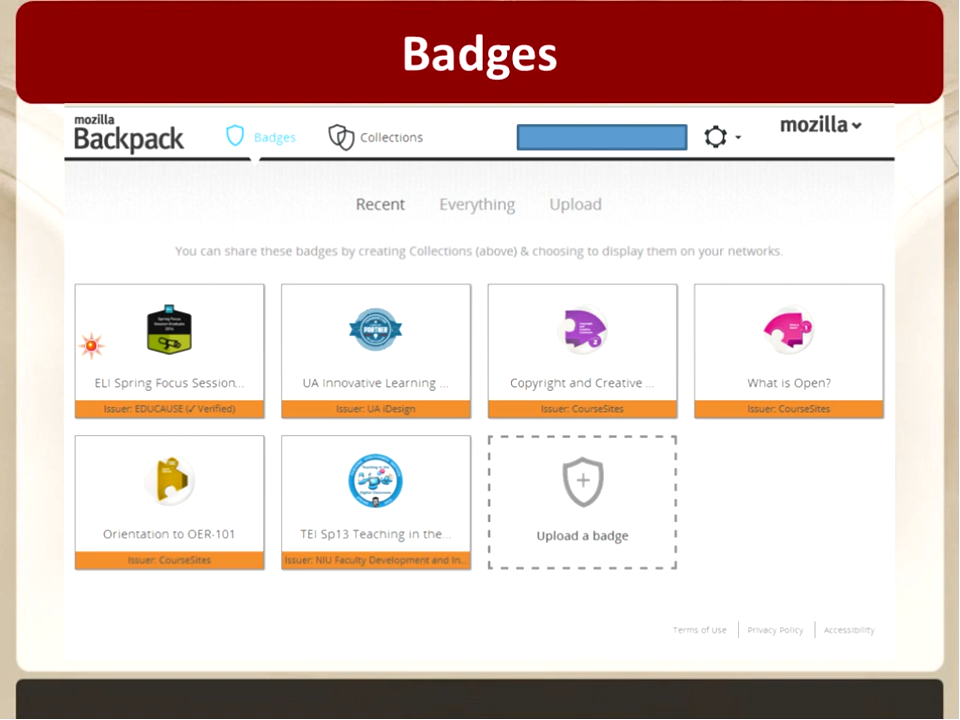 Badges
mozilla
Backpack
Badges
Collections
mozilla
Recent Everything Upload
You can share these badges by creating Collections (above) & choosing to display them on your networks.
ELI Spring Focus Session...
Issuer: EDUCAUSE (✓ Verified)
UA Innovative Learning ...
Issuer: UA iDesign
Copyright and Creative ...
Issuer: CourseSites
What is Open?
Issuer: CourseSites
Orientation to OER-101
Issuer: CourseSites
TEI Sp13 Teaching in the...
Issuer: NIU Faculty Development and In...
Upload a badge
Terms of Use Privacy Policy Accessibility